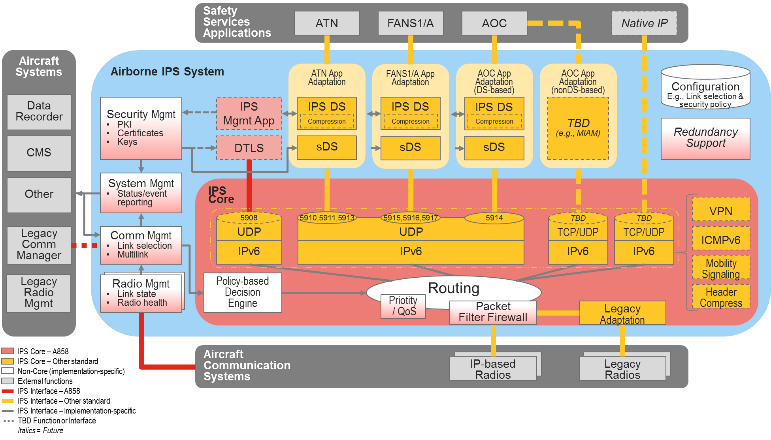 Safety
Services
Applications
ATN
FANS1/A
AOC
Native IP
Aircraft
Systems
Data
Recorder
CMS
Other
Legacy
Comm
Manager
Legacy
Radio
Mgmt
Airborne IPS System
Security Mgmt
• PKI
• Certificates
• Keys
System Mgmt
• Status/event
reporting
Comm Mgmt
• Link selection
• Multilink
Radio Mgmt
• Link state
• Radio health
IPS
Mgmt App
DTLS
ATN App
Adaptation
IPS DS
Compression
sDS
FANS1/A App
Adaptation
IPS DS
Compression
sDS
AOC App
Adaptation
(DS-based)
IPS DS
Compression
sDS
AOC App
Adaptation
(nonDS-based)
TBD
(e.g., MIAM)
Configuration
E.g., Link selection &
security policy
Redundancy
Support
IPS
Core
5908
UDP
IPv6
5910,5911,5913
5915,5916,5917
5914
UDP
IPv6
TBD
TCP/UDP
IPv6
TBD
TCP/UDP
IPv6
VPN
ICMPv6
Mobility
Signaling
Header
Compress
Policy-based
Decision
Engine
Routing
Priotity
/ QoS
Packet
Filter Firewall
Legacy
Adaptation
Aircraft
Communication
Systems
IP-based
Radios
Legacy
Radios
IPS Core – A858
IPS Core – Other standard
Non-Core (implementation-specific)
External functions
IPS Interface – A858
IPS Interface – Other standard
IPS Interface – Implementation-specific
TBD Function or Interface
Italics = Future